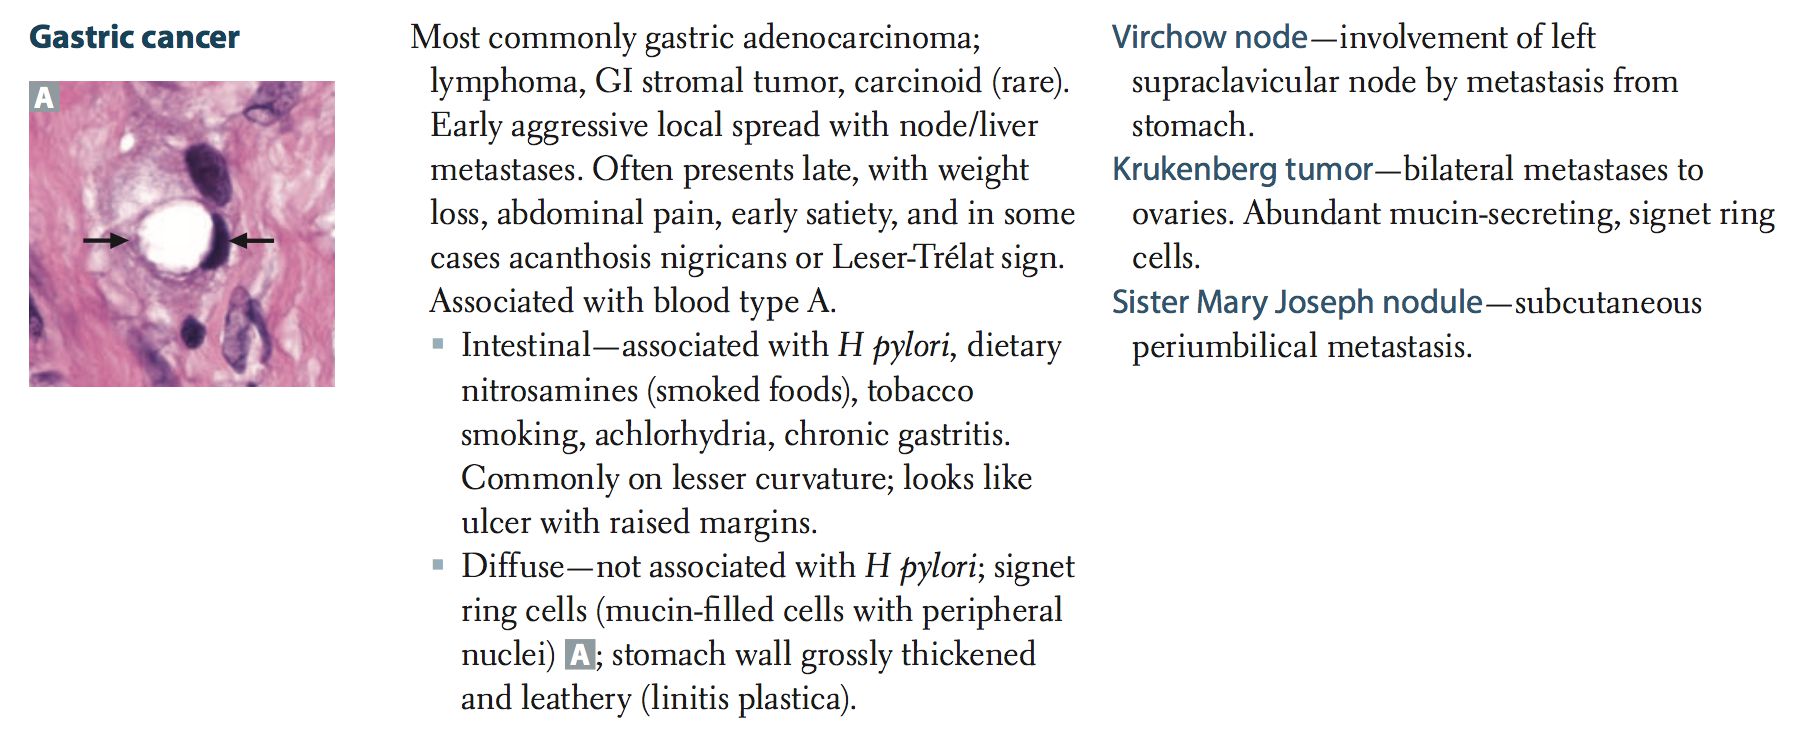 Gastric cancer
A
Most commonly gastric adenocarcinoma;
lymphoma, GI stromal tumor, carcinoid (rare).
Early aggressive local spread with node/liver
metastases. Often presents late, with weight
loss, abdominal pain, early satiety, and in some
cases acanthosis nigricans or Leser-Trélat sign.
Associated with blood type A.
▪ Intestinal—associated with H pylori, dietary
nitrosamines (smoked foods), tobacco
smoking, achlorhydria, chronic gastritis.
Commonly on lesser curvature; looks like
ulcer with raised margins.
▪ Diffuse—not associated with H pylori; signet
ring cells (mucin-filled cells with peripheral
nuclei) A; stomach wall grossly thickened
and leathery (linitis plastica).
Virchow node—involvement of left
supraclavicular node by metastasis from
stomach.
Krukenberg tumor—bilateral metastases to
ovaries. Abundant mucin-secreting, signet ring
cells.
Sister Mary Joseph nodule—subcutaneous
periumbilical metastasis.